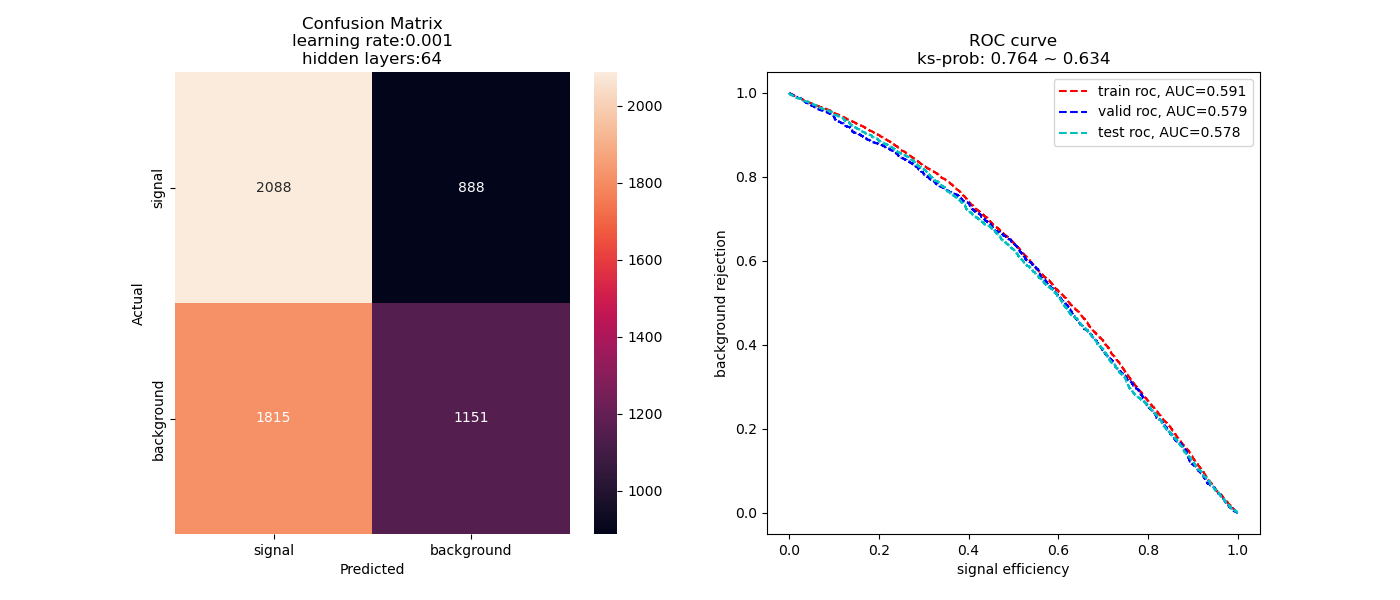 Confusion Matrix
learning rate:0.001
hidden layers:64
signal
background
Actual
2088
888
1815
1151
signal
background
Predicted
2000
1800
1600
1400
1200
1000
ROC curve
ks-prob: 0.764 ~ 0.634
train roc, AUC=0.591
valid roc, AUC=0.579
test roc, AUC=0.578
background rejection
1.0
0.8
0.6
0.4
0.2
0.0
0.0
0.2
0.4
0.6
0.8
1.0
signal efficiency